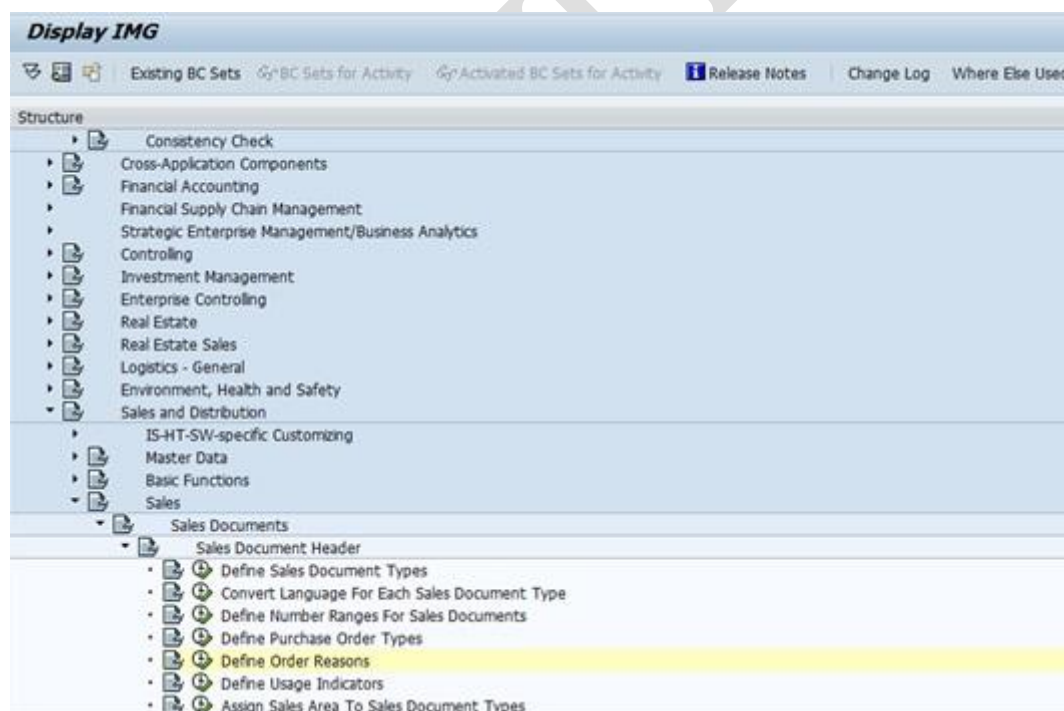 Display IMG
Existing BC Sets BC Sets for Activity Activated BC Sets for Activity Release Notes Change Log Where Else Used
Structure
Consistency Check
Cross-Application Components
Financial Accounting
Financial Supply Chain Management
Strategic Enterprise Management/Business Analytics
Controlling
Investment Management
Enterprise Controlling
Real Estate
Real Estate Sales
Logistics - General
Environment, Health and Safety
Sales and Distribution
IS-HT-SW-specific Customizing
Master Data
Basic Functions
Sales
Sales Documents
Sales Document Header
Define Sales Document Types
Convert Language For Each Sales Document Type
Define Number Ranges For Sales Documents
Define Purchase Order Types
Define Order Reasons
Define Usage Indicators
Assign Sales Area To Sales Document Types